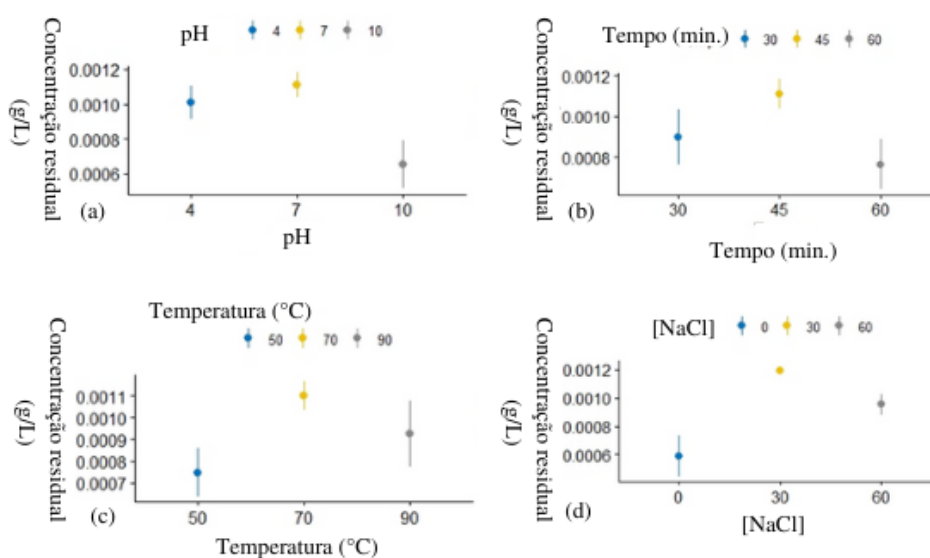 pH 4 7 10
Concentração residual
(g/L)
0.0012
0.0010
0.0008
0.0006
(a)
4 7 10
pH
Tempo (min.) 30 45 60
Concentração residual
(g/L)
0.0012
0.0008
(b)
30 45 60
Tempo (min.)
Temperatura (°C)
50 70 90
Concentração residual
(g/L)
0.0011
0.0010
0.0009
0.0008
0.0007
(c)
50 70 90
Temperatura (°C)
[NaCl] 0 30 60
Concentração residual
(g/L)
0.0012
0.0010
0.0008
0.0006
(d)
0 30 60
[NaCl]